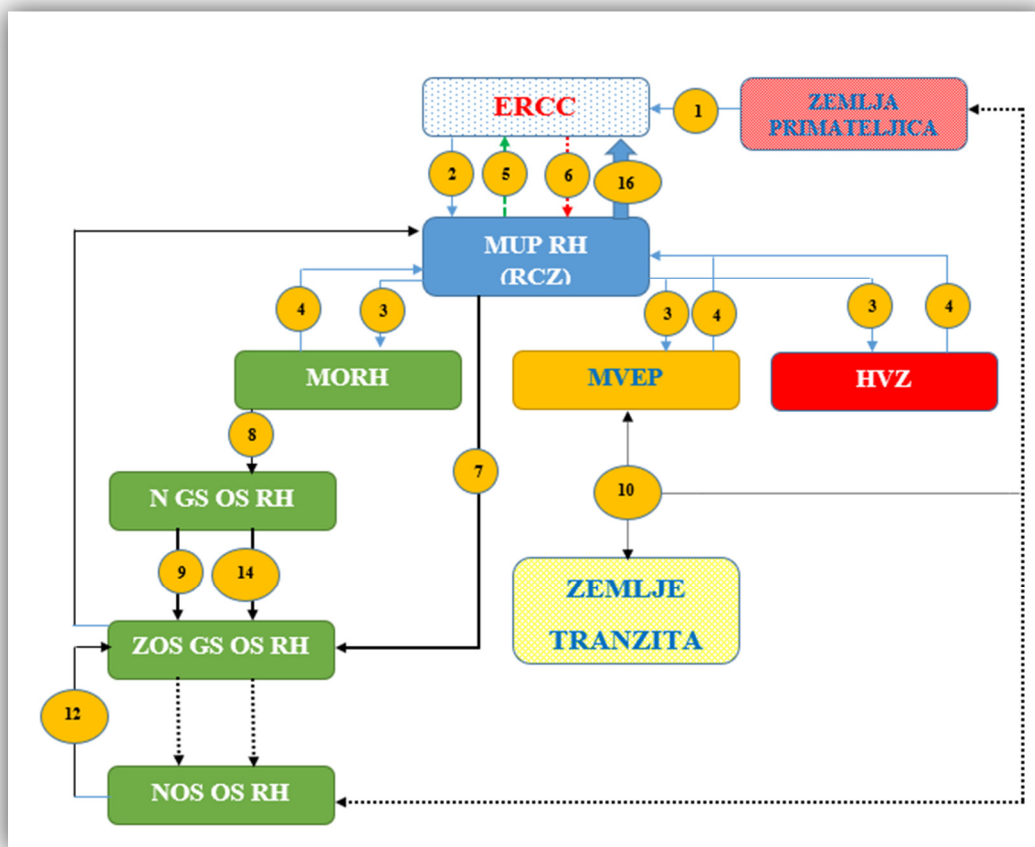 ERCC
1
ZEMLJA
PRIMATELJICA
2
5
6
16
MUP RH
(RCZ)
4
3
3
4
3
4
MORH
MVEP
HVZ
8
7
N GS OS RH
10
9
14
ZEMLJE
TRANZITA
ZOS GS OS RH
12
NOS OS RH